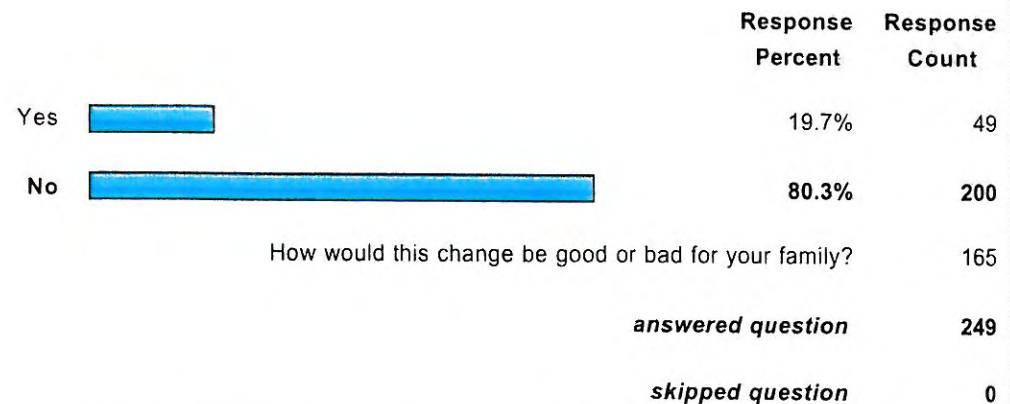 Response Response
Percent Count
Yes 19.7% 49
No 80.3% 200
How would this change be good or bad for your family? 165
answered question 249
skipped question 0